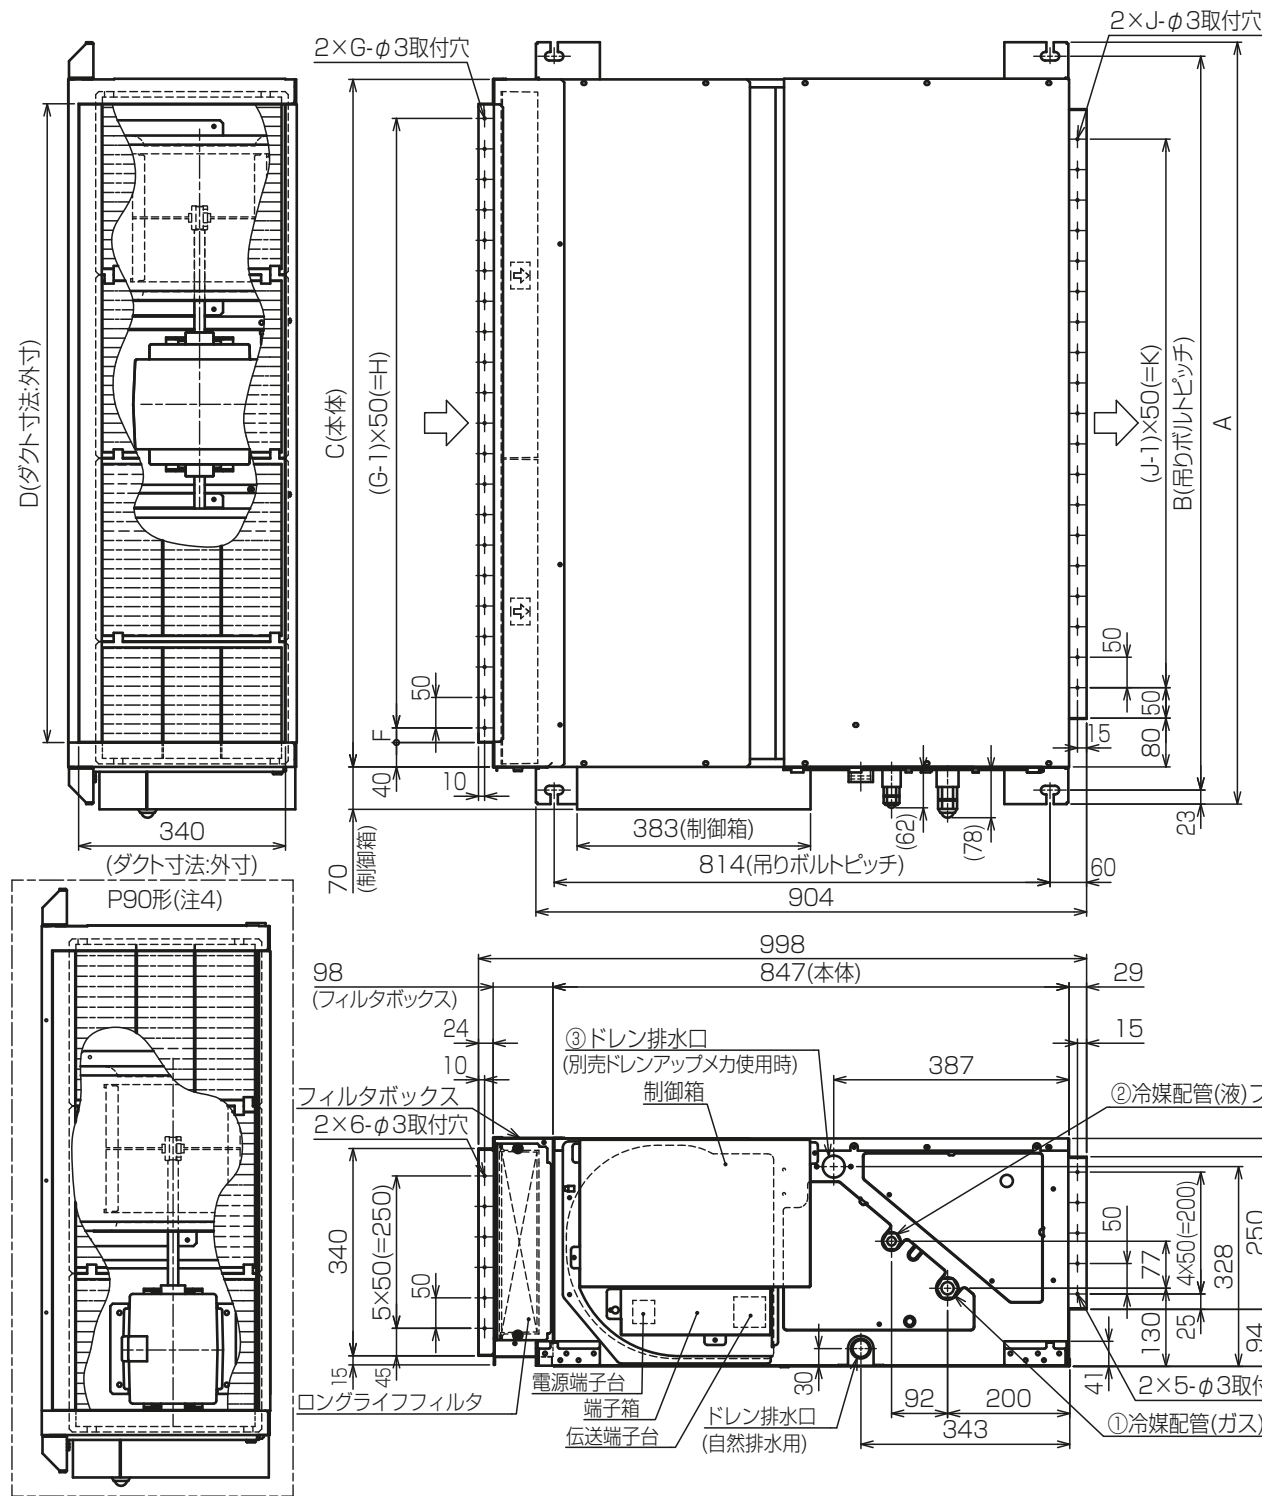 2×G-φ3取付穴
2×J-φ3取付穴
D(ダクト寸法:外寸)
C(本体)
(G-1)×50(=H)
(J-1)×50(=K)
B(吊りボルトピッチ)
A
50
F
40
10
50
50
80
15
23
340
(ダクト寸法:外寸)
70
(制御箱)
383(制御箱)
(62)
(78)
814(吊りボルトピッチ)
60
904
P90形(注4)
998
98
(フィルタボックス)
847(本体)
29
24
15
10
③ドレン排水口
(別売ドレンアップメカ使用時)
387
制御箱
フィルタボックス
2×6-φ3取付穴
②冷媒配管(液)フ
340
5×50(=250)
50
15
45
50
77
4×50(=200)
328
250
130
25
94
30
41
電源端子台
端子箱
伝送端子台
ロングライフフィルタ
ドレン排水口
(自然排水用)
92
200
343
2×5-φ3取付
①冷媒配管(ガス)